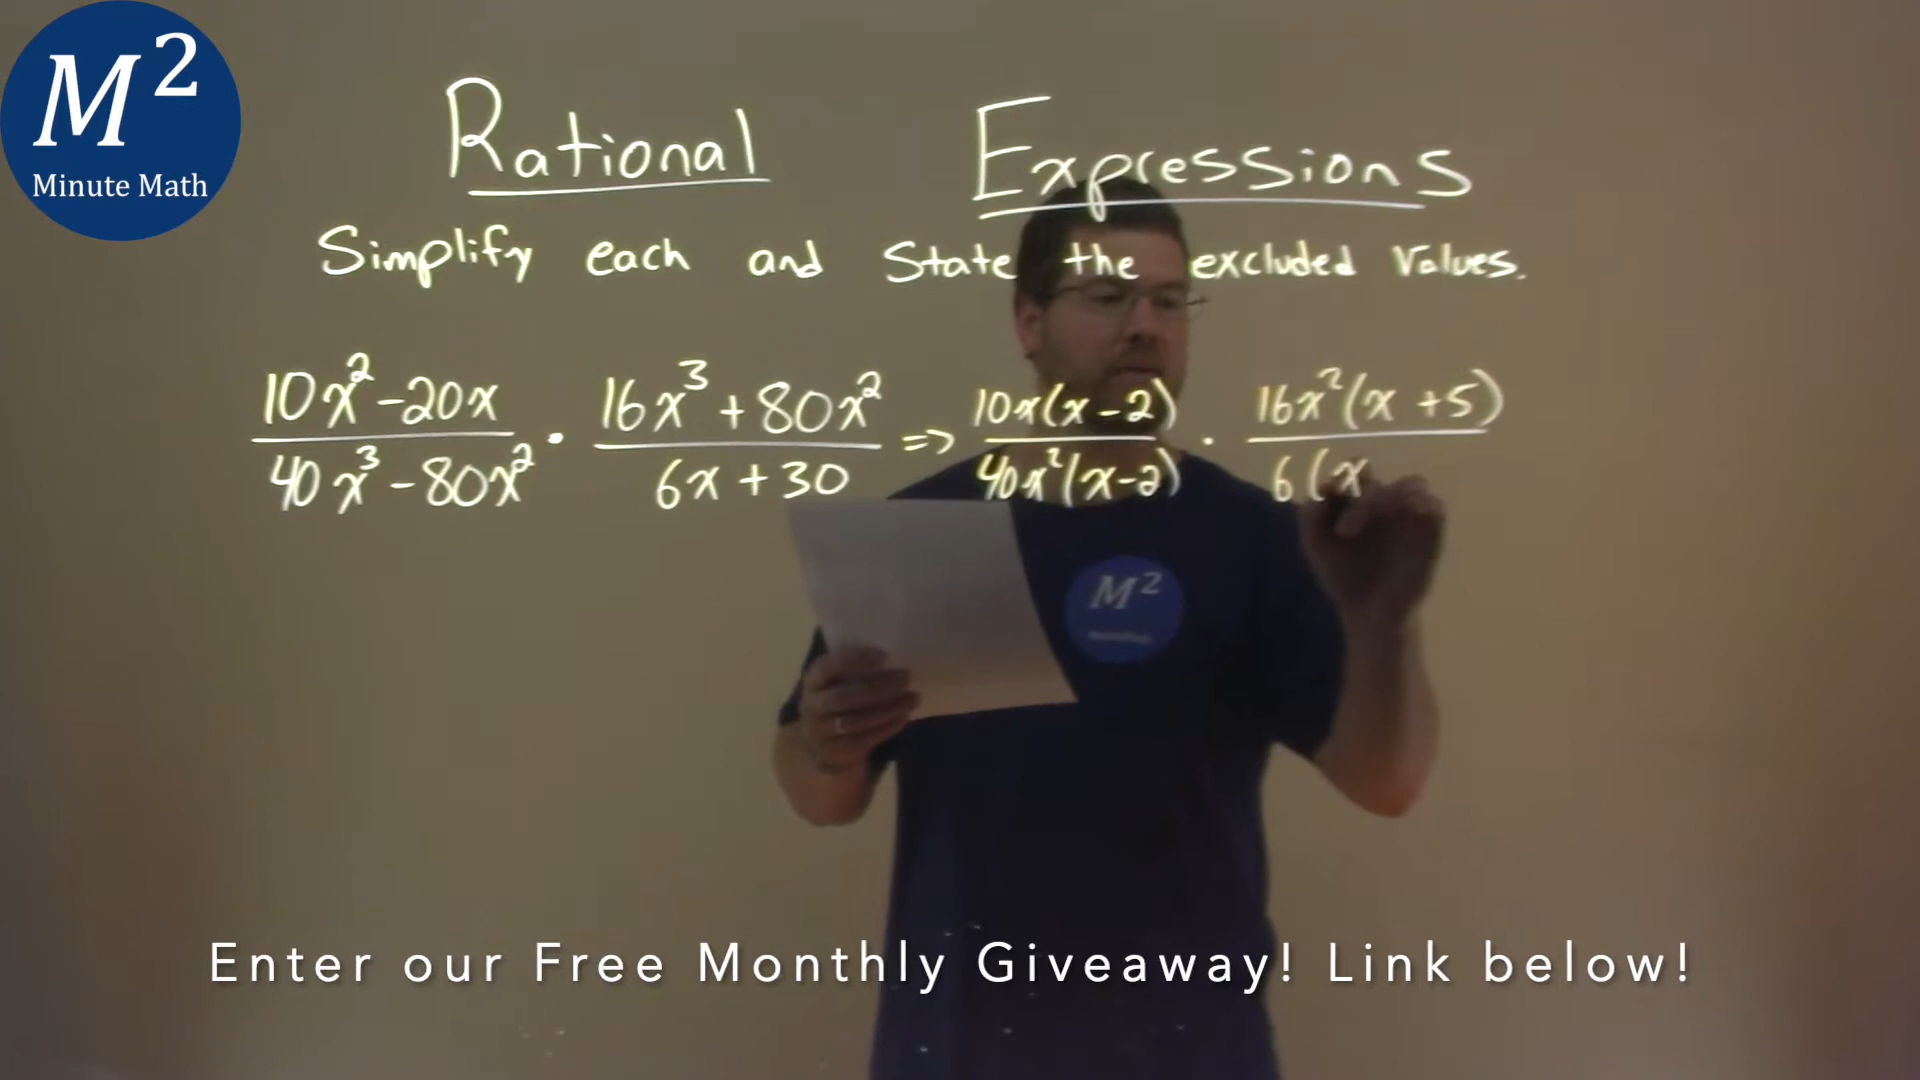 M²
Minute Math
Rational Expressions
Simplify each and State the excluded Values.
10x² - 20x / 40x³ - 80x² · 16x³ + 80x² / 6x + 30 => 10x(x - 2) / 40x²(x - 2) · 16x²(x + 5) / 6(x
M²
Enter our Free Monthly Giveaway! Link below!